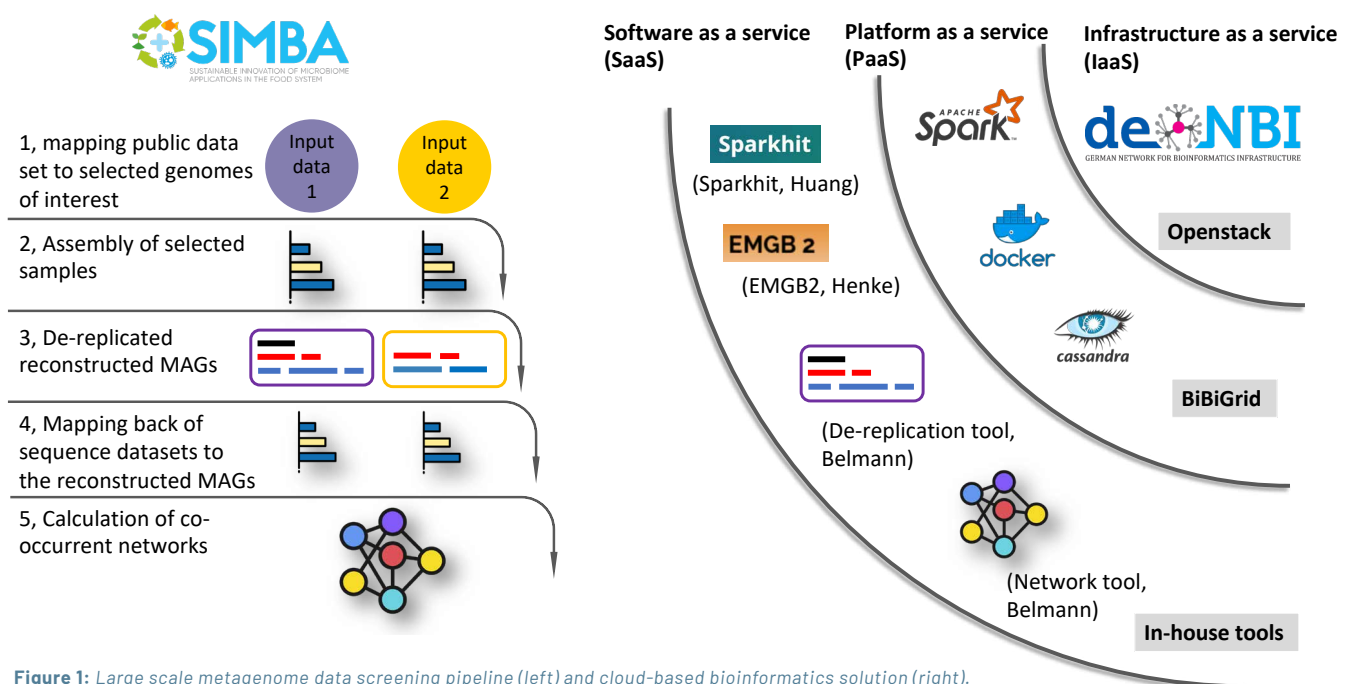 SIMBA
SUSTAINABLE INNOVATION OF MICROBIOME
APPLICATIONS IN THE FOOD SYSTEM
1, mapping public data
set to selected genomes
of interest
Input
data
1
Input
data
2
2, Assembly of selected
samples
3, De-replicated
reconstructed MAGs
4, Mapping back of
sequence datasets to
the reconstructed MAGs
5, Calculation of co-
occurrent networks
Software as a service
(SaaS)
Platform as a service
(PaaS)
Infrastructure as a service
(IaaS)
Sparkhit
(Sparkhit, Huang)
EMGB 2
(EMGB2, Henke)
(De-replication tool,
Belmann)
(Network tool,
Belmann)
In-house tools
APACHE
Spark™
docker
cassandra
BiBiGrid
de NBI
GERMAN NETWORK FOR BIOINFORMATICS INFRASTRUCTURE
Openstack
Figure 1: Large scale metagenome data screening pipeline (left) and cloud-based bioinformatics solution (right).